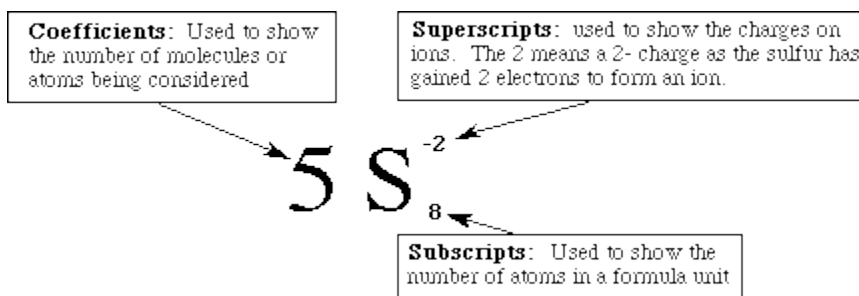 Coefficients: Used to show
the number of molecules or
atoms being considered
Superscripts: used to show the charges on
ions. The 2 means a 2- charge as the sulfur has
gained 2 electrons to form an ion.
5 S -2
8
Subscripts: Used to show the
number of atoms in a formula unit